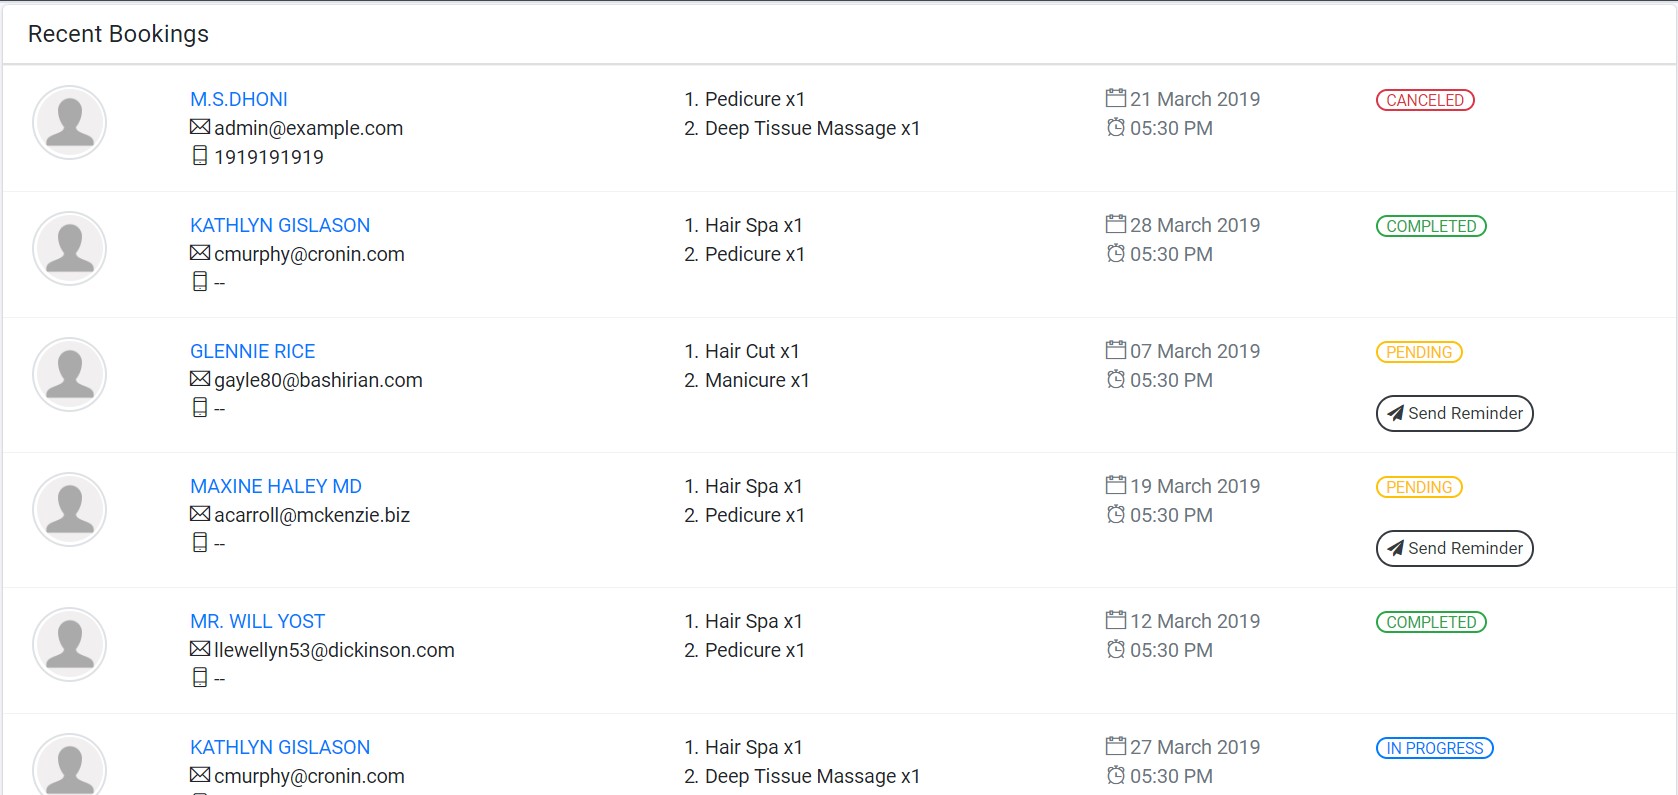 Recent Bookings
M.S.DHONI
admin@example.com
1919191919
1. Pedicure x1
2. Deep Tissue Massage x1
21 March 2019
05:30 PM
CANCELED
KATHLYN GISLASON
cmurphy@cronin.com
--
1. Hair Spa x1
2. Pedicure x1
28 March 2019
05:30 PM
COMPLETED
GLENNIE RICE
gayle80@bashirian.com
--
1. Hair Cut x1
2. Manicure x1
07 March 2019
05:30 PM
PENDING
Send Reminder
MAXINE HALEY MD
acarroll@mckenzie.biz
--
1. Hair Spa x1
2. Pedicure x1
19 March 2019
05:30 PM
PENDING
Send Reminder
MR. WILL YOST
llewellyn53@dickinson.com
--
1. Hair Spa x1
2. Pedicure x1
12 March 2019
05:30 PM
COMPLETED
KATHLYN GISLASON
cmurphy@cronin.com
1. Hair Spa x1
2. Deep Tissue Massage x1
27 March 2019
05:30 PM
IN PROGRESS